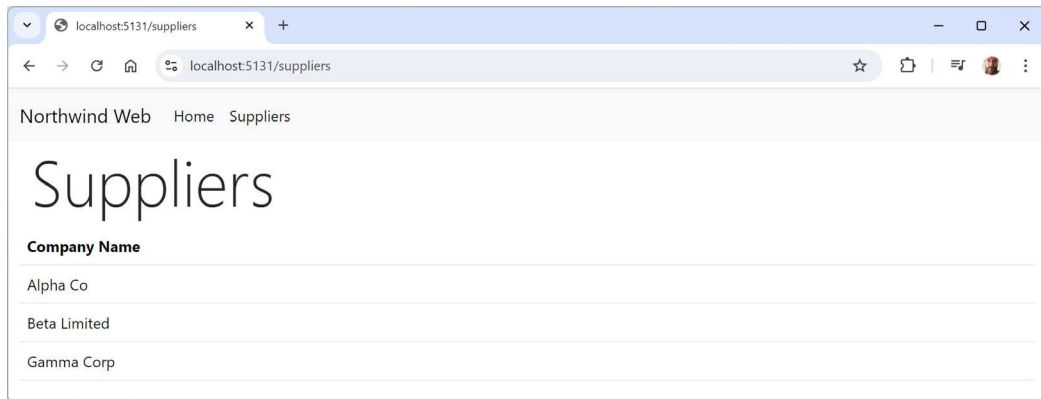 localhost:5131/suppliers
localhost:5131/suppliers
Northwind Web Home Suppliers
Suppliers
Company Name
Alpha Co
Beta Limited
Gamma Corp